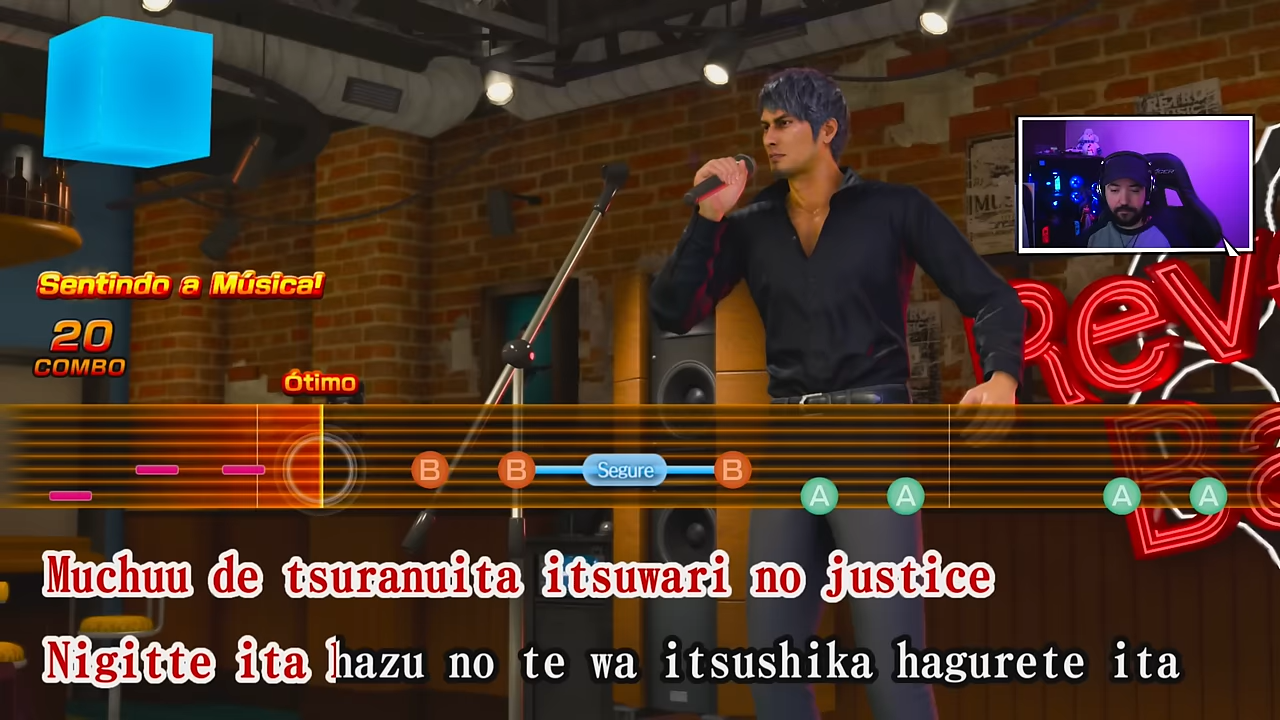 Sentindo a Música!
20
COMBO
Ótimo
B B Segure B A A A A
Muchuu de tsuranuita itsuwari no justice
Nigitte ita hazu no te wa itsushika hagurete ita